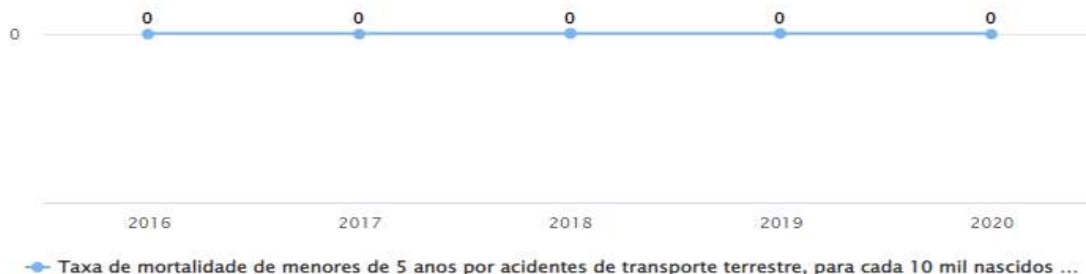 0 0 0 0 0
0
2016 2017 2018 2019 2020
Taxa de mortalidade de menores de 5 anos por acidentes de transporte terrestre, para cada 10 mil nascidos ...